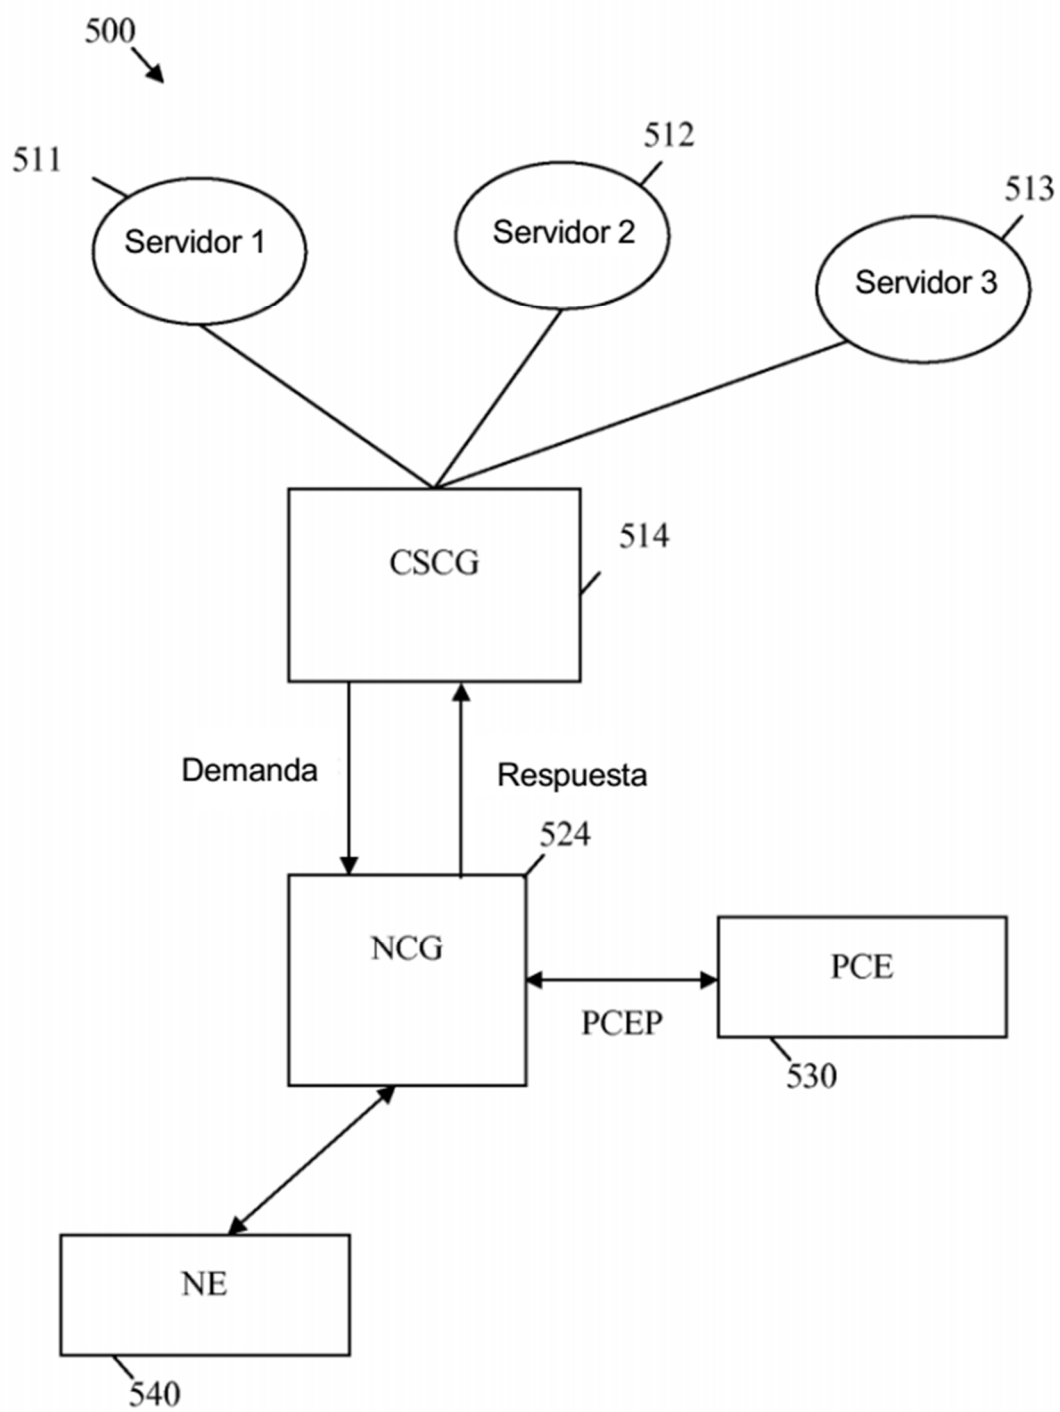 500
511
512
513
Servidor 1
Servidor 2
Servidor 3
CSCG
514
Demanda
Respuesta
524
NCG
PCE
PCEP
530
NE
540